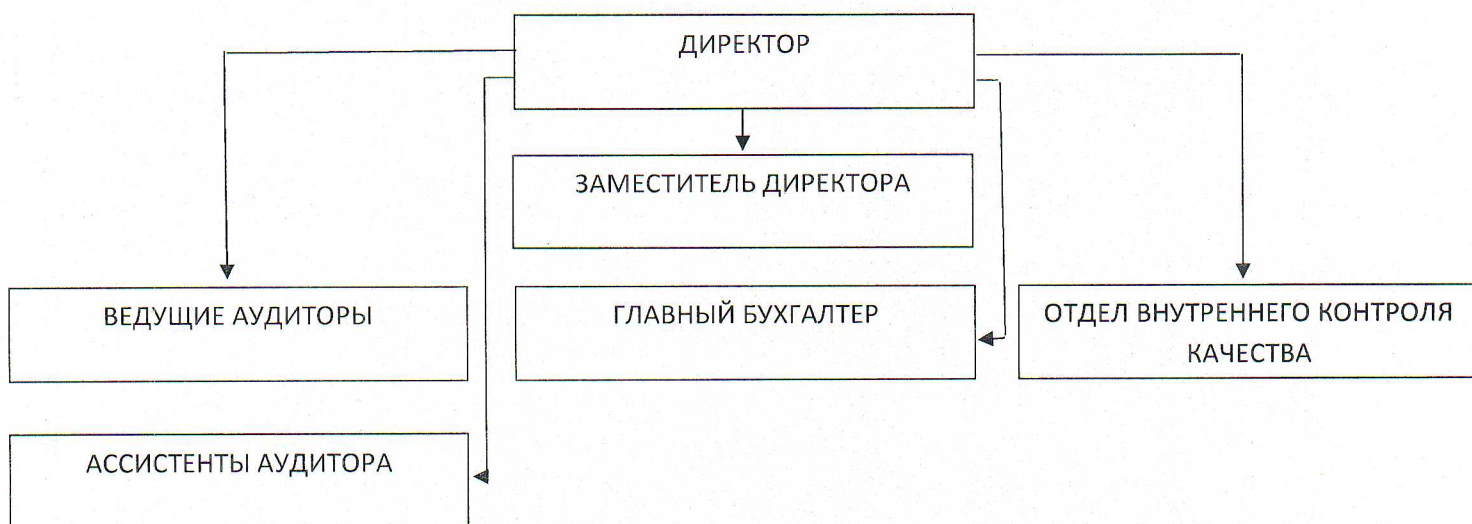 ДИРЕКТОР
ЗАМЕСТИТЕЛЬ ДИРЕКТОРА
ВЕДУЩИЕ АУДИТОРЫ
ГЛАВНЫЙ БУХГАЛТЕР
ОТДЕЛ ВНУТРЕННЕГО КОНТРОЛЯ
КАЧЕСТВА
АССИСТЕНТЫ АУДИТОРА